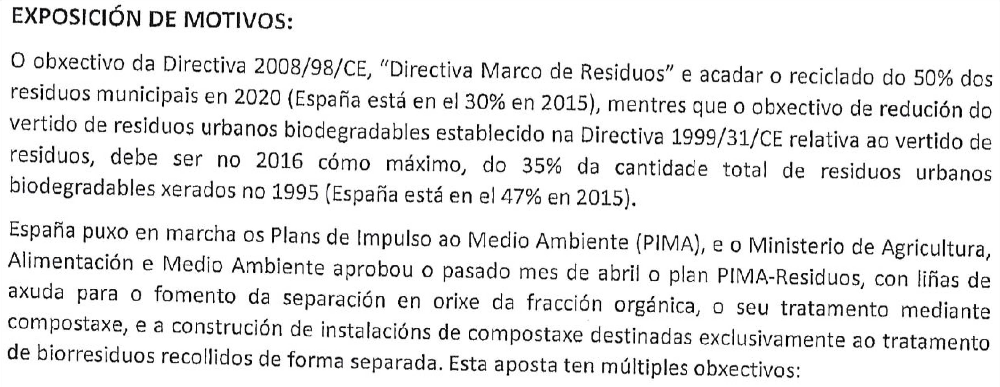 EXPOSICIÓN DE MOTIVOS:
O obxectivo da Directiva 2008/98/CE, “Directiva Marco de Residuos” e acadar o reciclado do 50% dos
residuos municipais en 2020 (España está en el 30% en 2015), mentres que o obxectivo de redución do
vertido de residuos urbanos biodegradables establecido na Directiva 1999/31/CE relativa ao vertido de
residuos, debe ser no 2016 cómo máximo, do 35% da cantidade total de residuos urbanos
biodegradables xerados no 1995 (España está en el 47% en 2015).
España puxo en marcha os Plans de Impulso ao Medio Ambiente (PIMA), e o Ministerio de Agricultura,
Alimentación e Medio Ambiente aprobou o pasado mes de abril o plan PIMA-Residuos, con liñas de
axuda para o fomento da separación en orixe da fracción orgánica, o seu tratamento mediante
compostaxe, e a construción de instalacións de compostaxe destinadas exclusivamente ao tratamento
de biorresiduos recollidos de forma separada. Esta aposta ten múltiples obxectivos: